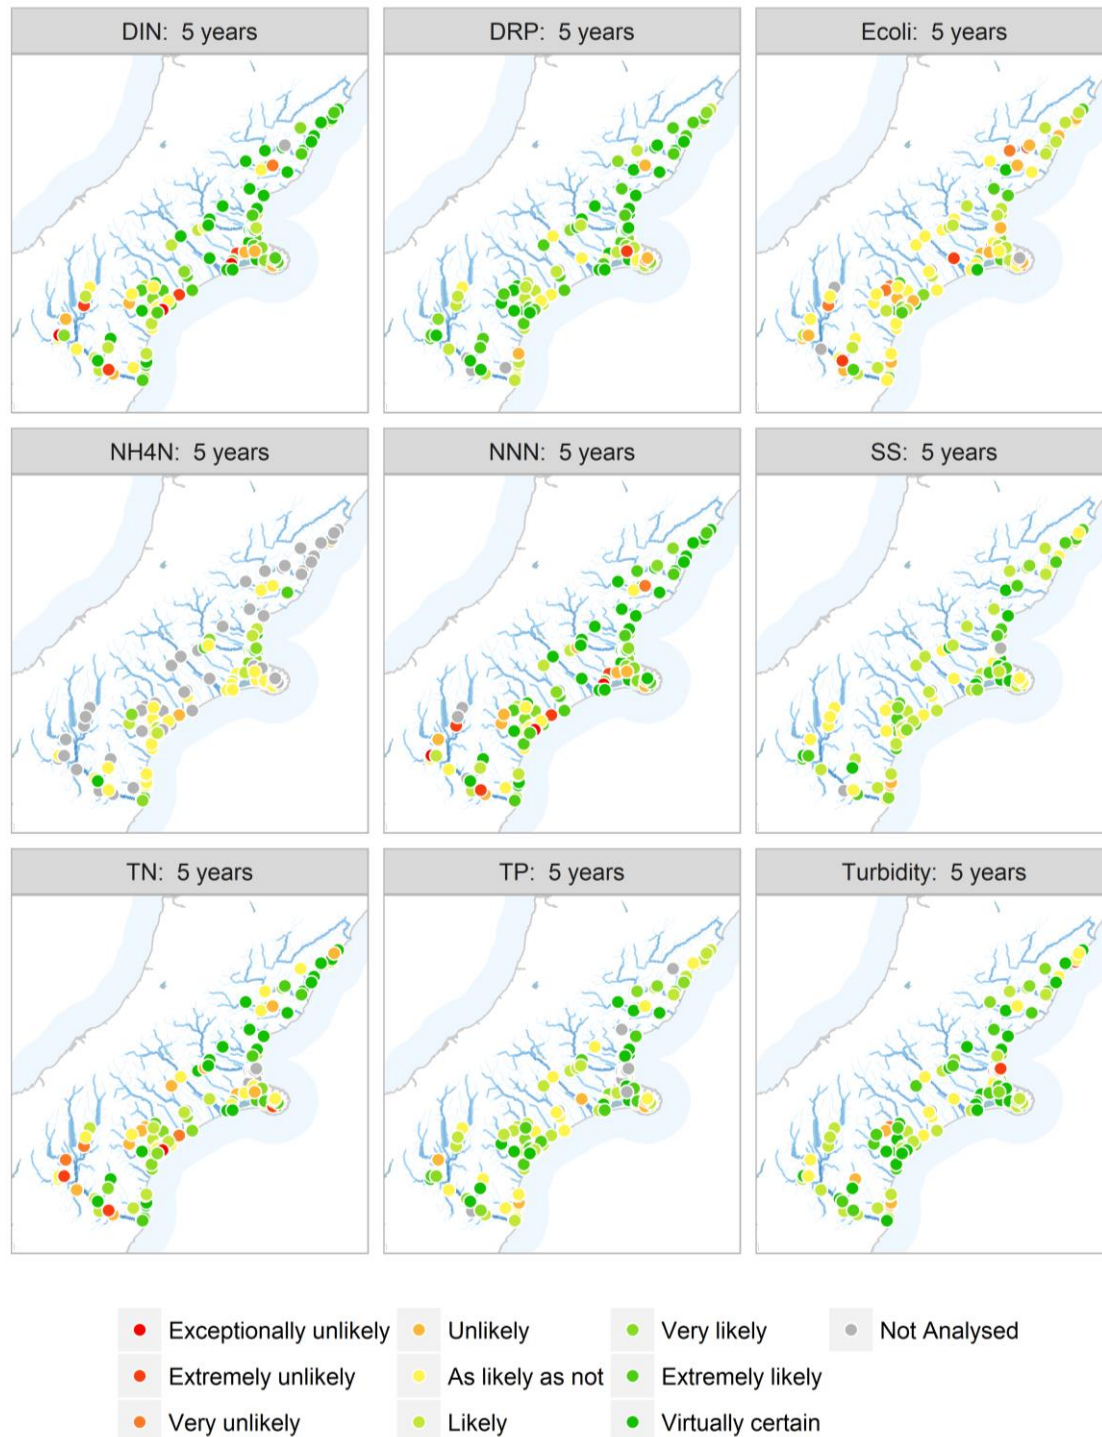 DIN: 5 years
DRP: 5 years
Ecoli: 5 years
NH4N: 5 years
NNN: 5 years
SS: 5 years
TN: 5 years
TP: 5 years
Turbidity: 5 years
Exceptionally unlikely
Unlikely
Very likely
Not Analysed
Extremely unlikely
As likely as not
Extremely likely
Very unlikely
Likely
Virtually certain